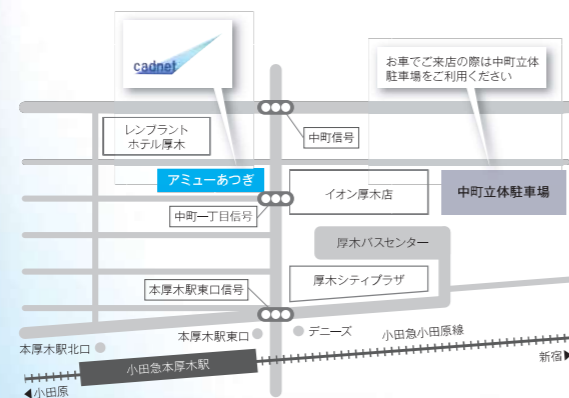 cadnet
お車でご来店の際は中町立体
駐車場をご利用ください
レンブラント
ホテル厚木
中町信号
アミューあつぎ
イオン厚木店
中町立体駐車場
中町一丁目信号
厚木バスセンター
厚木シティプラザ
本厚木駅東口信号
本厚木駅東口
デニーズ
小田急小田原線
本厚木駅北口
小田急本厚木駅
新宿▶
◀小田原